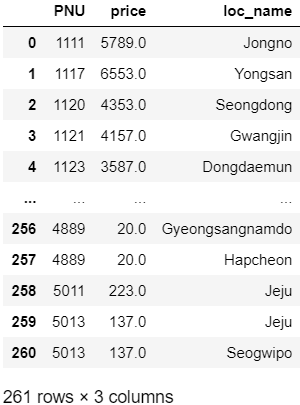 PNU price loc_name
0 1111 5789.0 Jongno
1 1117 6553.0 Yongsan
2 1120 4353.0 Seongdong
3 1121 4157.0 Gwangjin
4 1123 3587.0 Dongdaemun
... ... ... ...
256 4889 20.0 Gyeongsangnamdo
257 4889 20.0 Hapcheon
258 5011 223.0 Jeju
259 5013 137.0 Jeju
260 5013 137.0 Seogwipo
261 rows × 3 columns